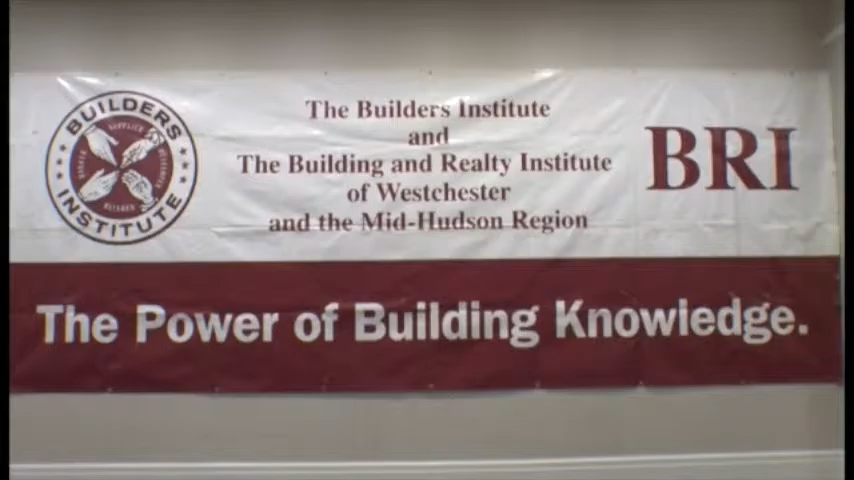 BUILDERS
INSTITUTE
The Builders Institute
and
The Building and Realty Institute
of Westchester
and the Mid-Hudson Region
BRI
The Power of Building Knowledge.